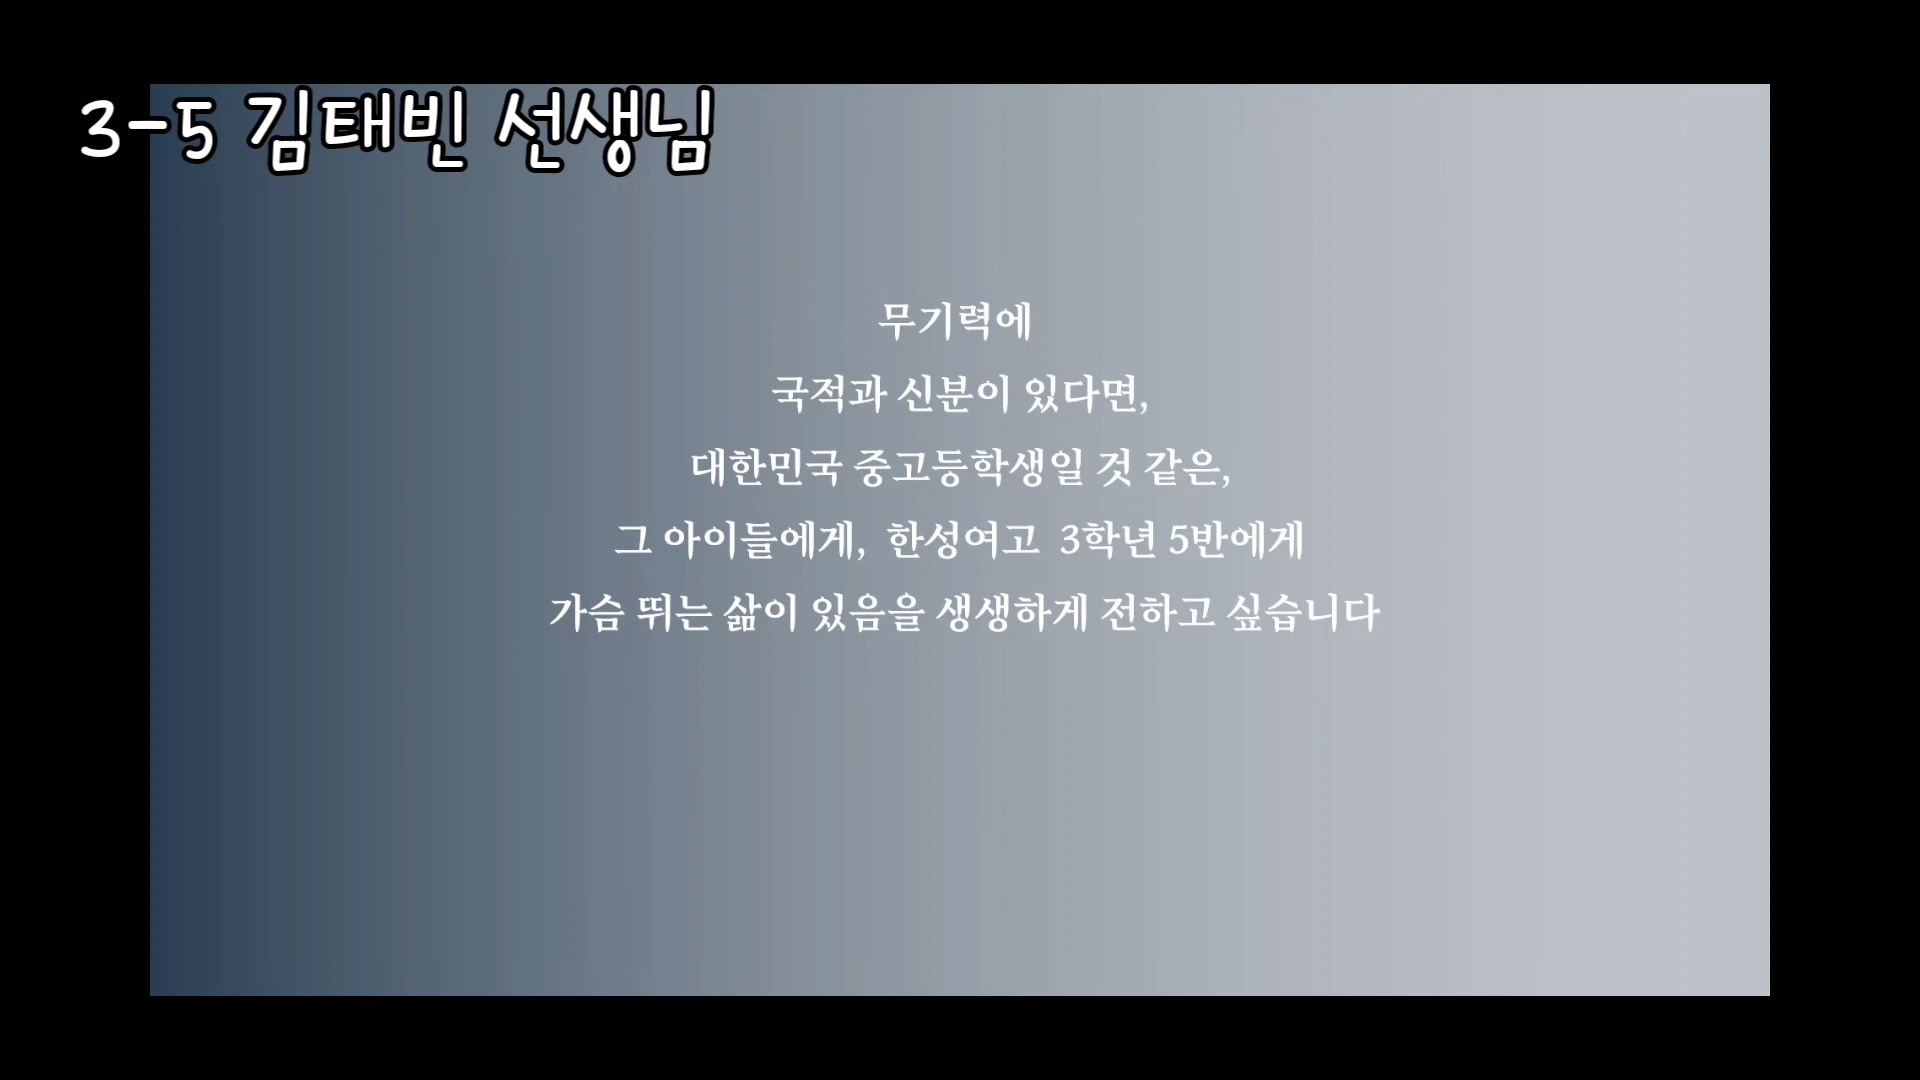 3-5 김태빈 선생님
무기력에
국적과 신분이 있다면,
대한민국 중고등학생일 것 같은,
그 아이들에게, 한성여고 3학년 5반에게
가슴 뛰는 삶이 있음을 생생하게 전하고 싶습니다